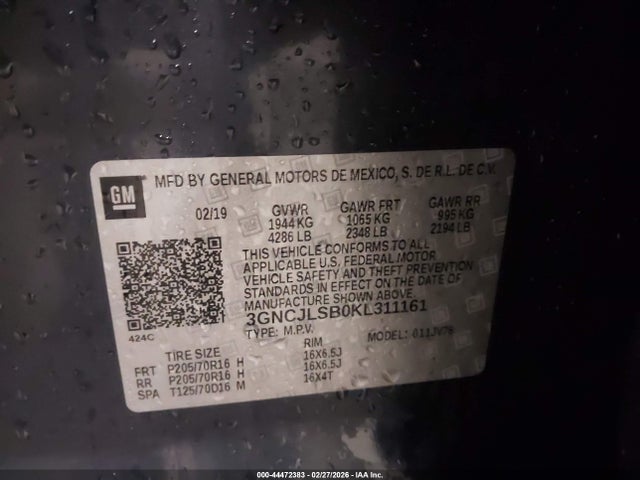 GM
MFD BY GENERAL MOTORS DE MEXICO, S. DE R.L. DE C.V.
02/19 GVWR GAWR FRT GAWR RR
1944 KG 1065 KG 995 KG
4286 LB 2348 LB 2194 LB
THIS VEHICLE CONFORMS TO ALL
APPLICABLE U.S. FEDERAL MOTOR
VEHICLE SAFETY AND THEFT PREVENTION
STANDARDS IN EFFECT ON THE DATE OF
MANUFACTURE SHOWN ABOVE.
3GNCJLSB0KL311161
424C
TYPE: M.P.V. MODEL: 011JV76
TIRE SIZE RIM
FRT P205/70R16 H 16X6.5J
RR P205/70R16 H 16X6.5J
SPA T125/70D16 M 16X4T
000-44472383 - 02/27/2026 - IAA Inc.